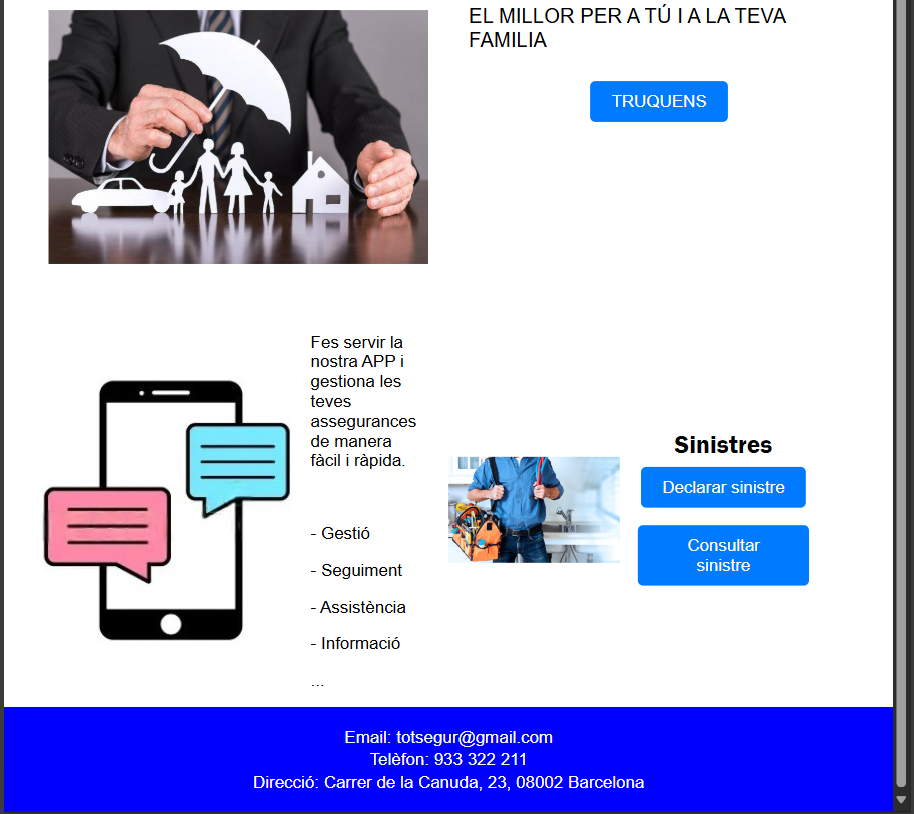 EL MILLOR PER A TÚ I A LA TEVA
FAMILIA
TRUQUENS
Fes servir la
nostra APP i
gestiona les
teves
assegurances
de manera
fàcil i ràpida.
- Gestió
- Seguiment
- Assistència
- Informació
...
Sinistres
Declarar sinistre
Consultar
sinistre
Email: totsegur@gmail.com
Telèfon: 933 322 211
Direcció: Carrer de la Canuda, 23, 08002 Barcelona